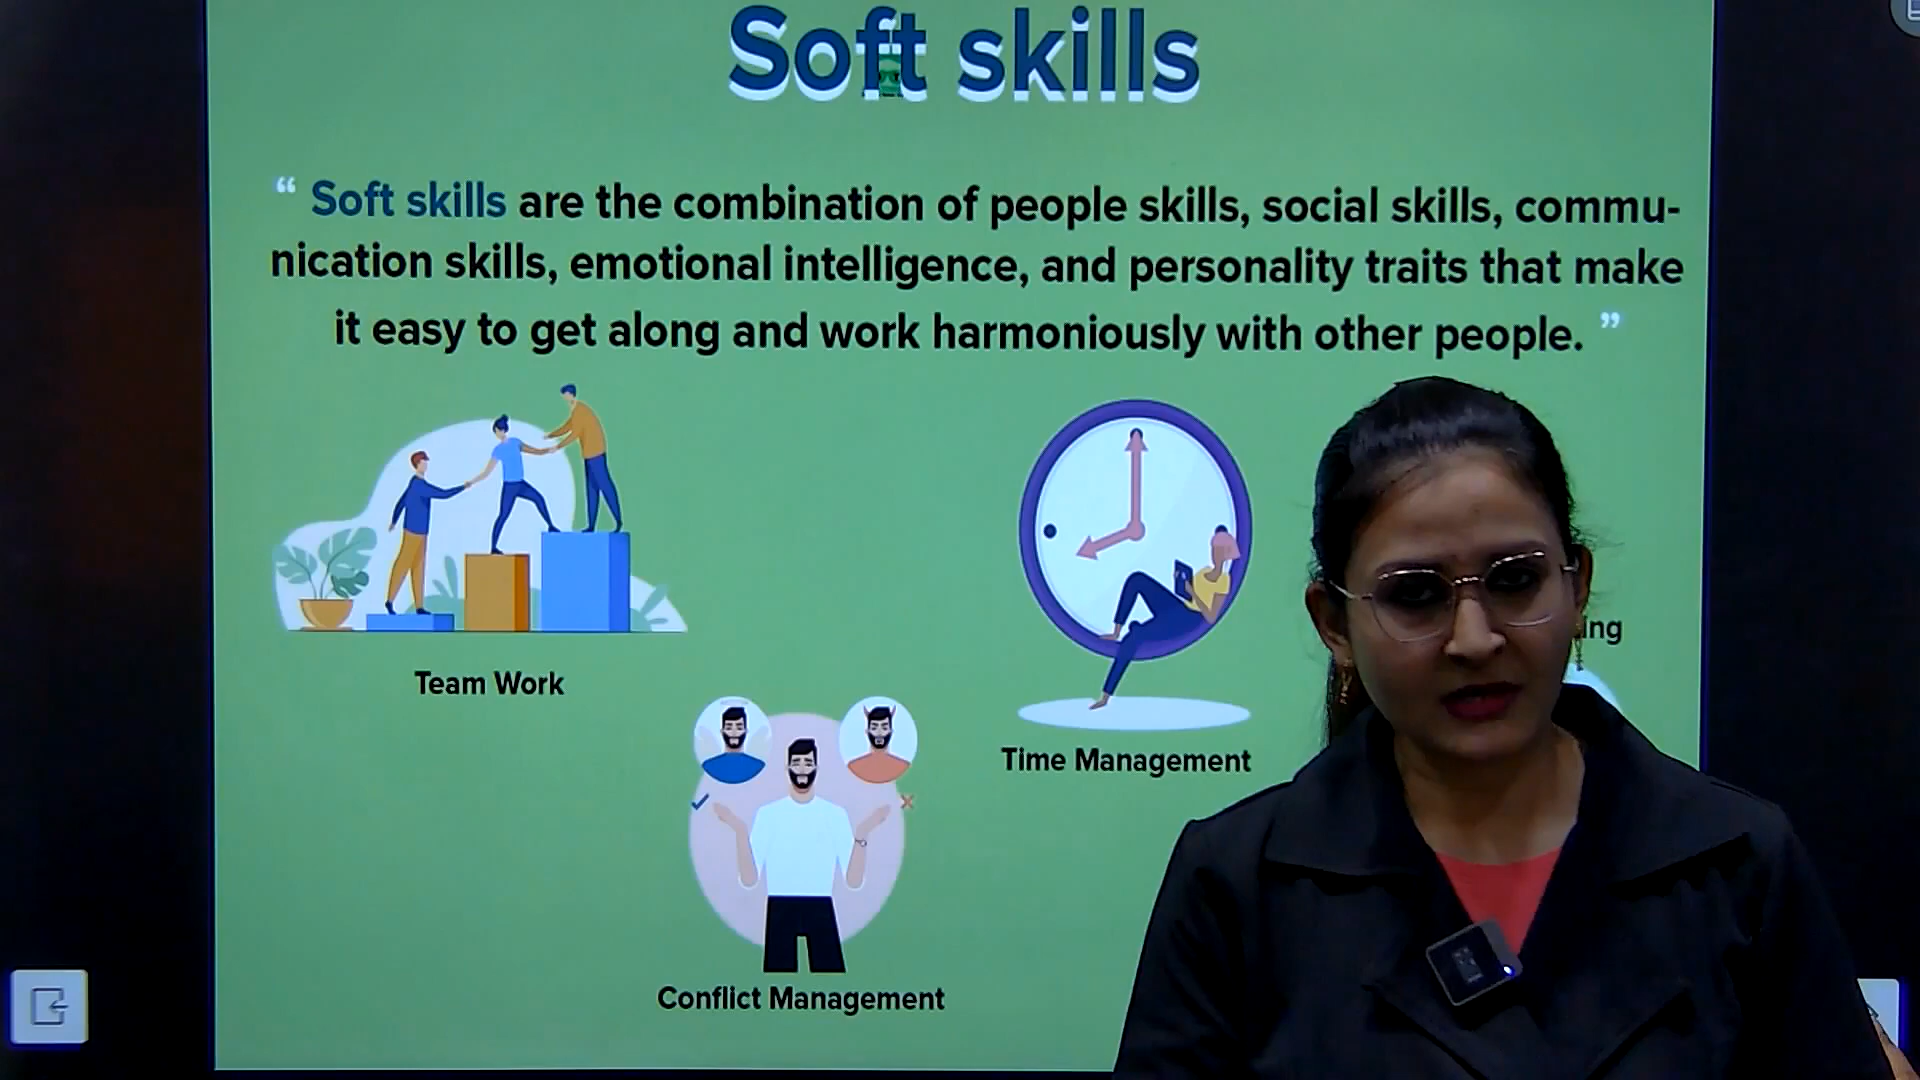 Soft skills
“ Soft skills are the combination of people skills, social skills, commu-
nication skills, emotional intelligence, and personality traits that make
it easy to get along and work harmoniously with other people. ”
Team Work
Time Management
Conflict Management